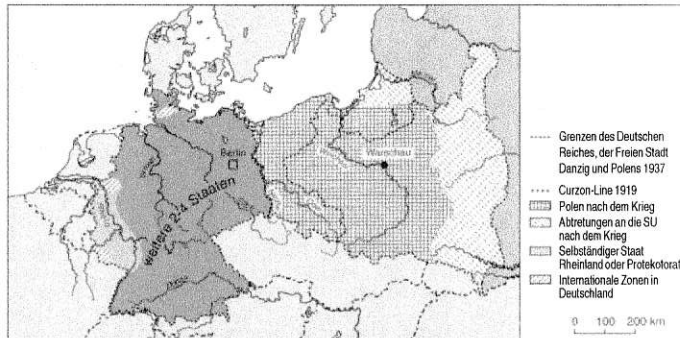 Berlin
Warschau
weitere 2-4 Staaten
Grenzen des Deutschen
Reiches, der Freien Stadt
Danzig und Polens 1937
Curzon-Line 1919
Polen nach dem Krieg
Abtretungen an die SU
nach dem Krieg
Selbständiger Staat
Rheinland oder Protekotorat
Internationale Zonen in
Deutschland
0 100 200 km